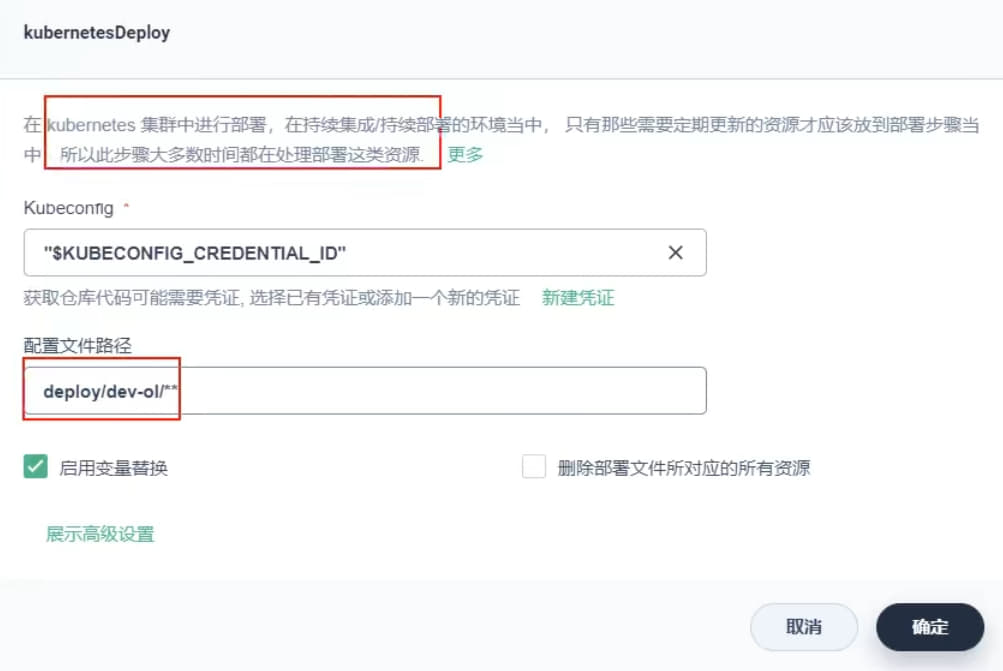 kubernetesDeploy
在 kubernetes 集群中进行部署，在持续集成/持续部署的环境当中， 只有那些需要定期更新的资源才应该放到部署步骤当
中，所以此步骤大多数时间都在处理部署这类资源. 更多
Kubeconfig *
"$KUBECONFIG_CREDENTIAL_ID"
获取仓库代码可能需要凭证, 选择已有凭证或添加一个新的凭证 新建凭证
配置文件路径
deploy/dev-ol/**
启用变量替换 删除部署文件所对应的所有资源
展示高级设置
取消 确定